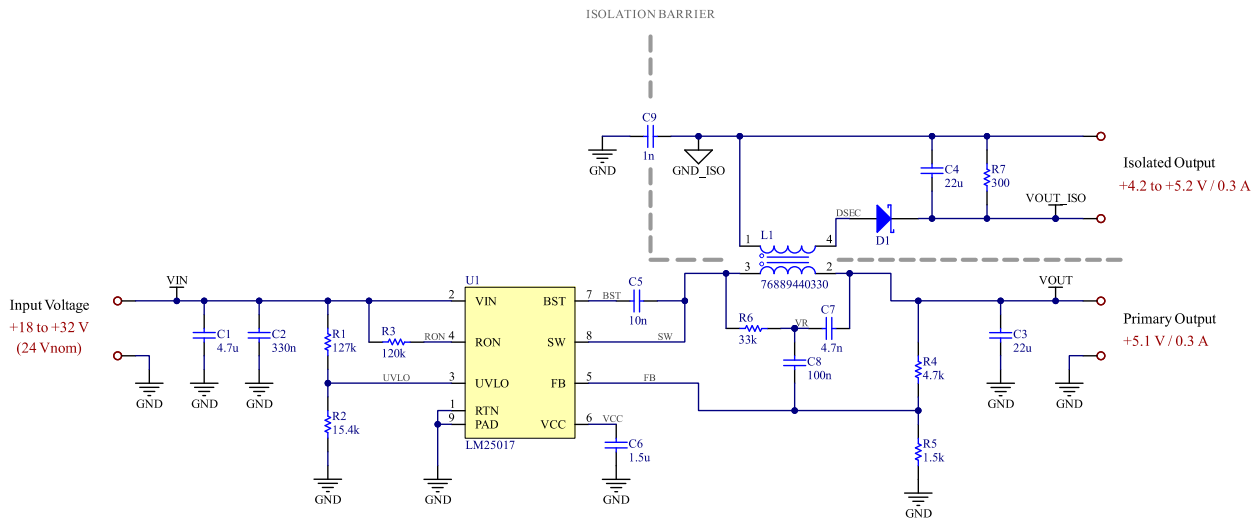 ISOLATION BARRIER
C9
1n
GND
GND_ISO
C4
22u
R7
300
Isolated Output
+4.2 to +5.2 V / 0.3 A
VOUT_ISO
DSEC
D1
L1
1
4
3
2
76889440330
Input Voltage
+18 to +32 V
(24 Vnom)
VIN
C1
4.7u
C2
330n
R1
127k
R3
120k
RON
UVLO
R2
15.4k
GND
GND
GND
GND
GND
U1
2
VIN
BST
7
BST
4
RON
SW
8
SW
3
UVLO
FB
5
FB
1
RTN
9
PAD
VCC
6
VCC
LM25017
C5
10n
C6
1.5u
GND
R6
33k
VR
C7
4.7n
C8
100n
R4
4.7k
R5
1.5k
GND
C3
22u
GND
VOUT
GND
Primary Output
+5.1 V / 0.3 A